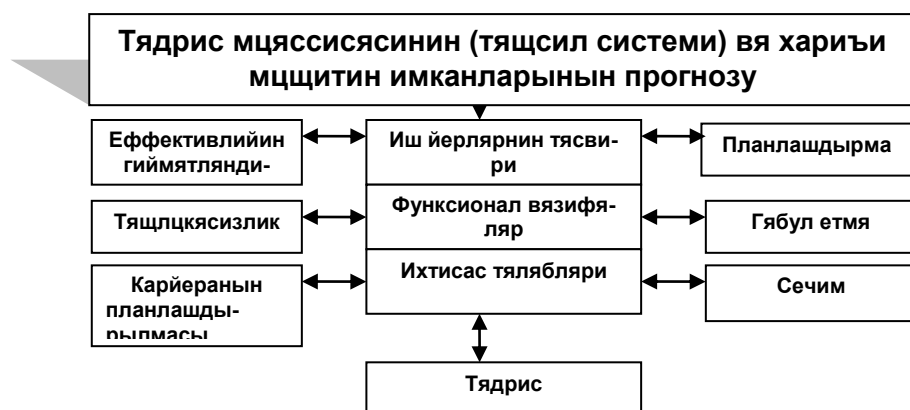 Тядрис мцяссисясинин (тящсил системи) вя хариъи
мцщитин имканларынын прогнозу
Еффективлийин
гиймятлянди-
Иш йерлярнин тясви-
ри
Планлашдырма
Тящлцкясизлик
Функсионал вязифя-
ляр
Гябул етмя
Карйеранын
планлашды-
рылмасы
Ихтисас тялябляри
Сечим
Тядрис